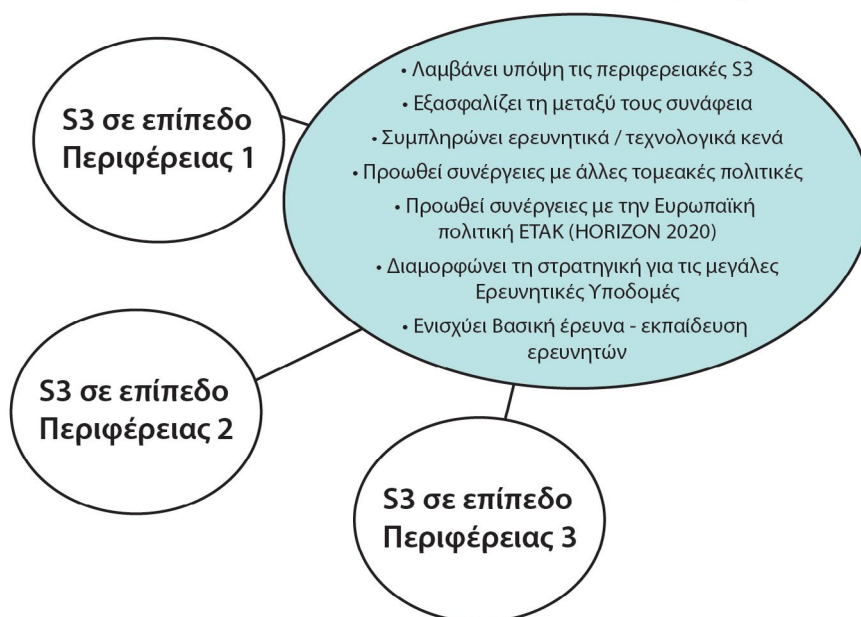 • Λαμβάνει υπόψη τις περιφερειακές S3
• Εξασφαλίζει τη μεταξύ τους συνάφεια
• Συμπληρώνει ερευνητικά / τεχνολογικά κενά
• Προωθεί συνέργειες με άλλες τομεακές πολιτικές
• Προωθεί συνέργειες με την Ευρωπαϊκή
πολιτική ΕΤΑΚ (HORIZON 2020)
• Διαμορφώνει τη στρατηγική για τις μεγάλες
Ερευνητικές Υποδομές
• Ενισχύει Βασική έρευνα - εκπαίδευση
ερευνητών
S3 σε επίπεδο
Περιφέρειας 1
S3 σε επίπεδο
Περιφέρειας 2
S3 σε επίπεδο
Περιφέρειας 3